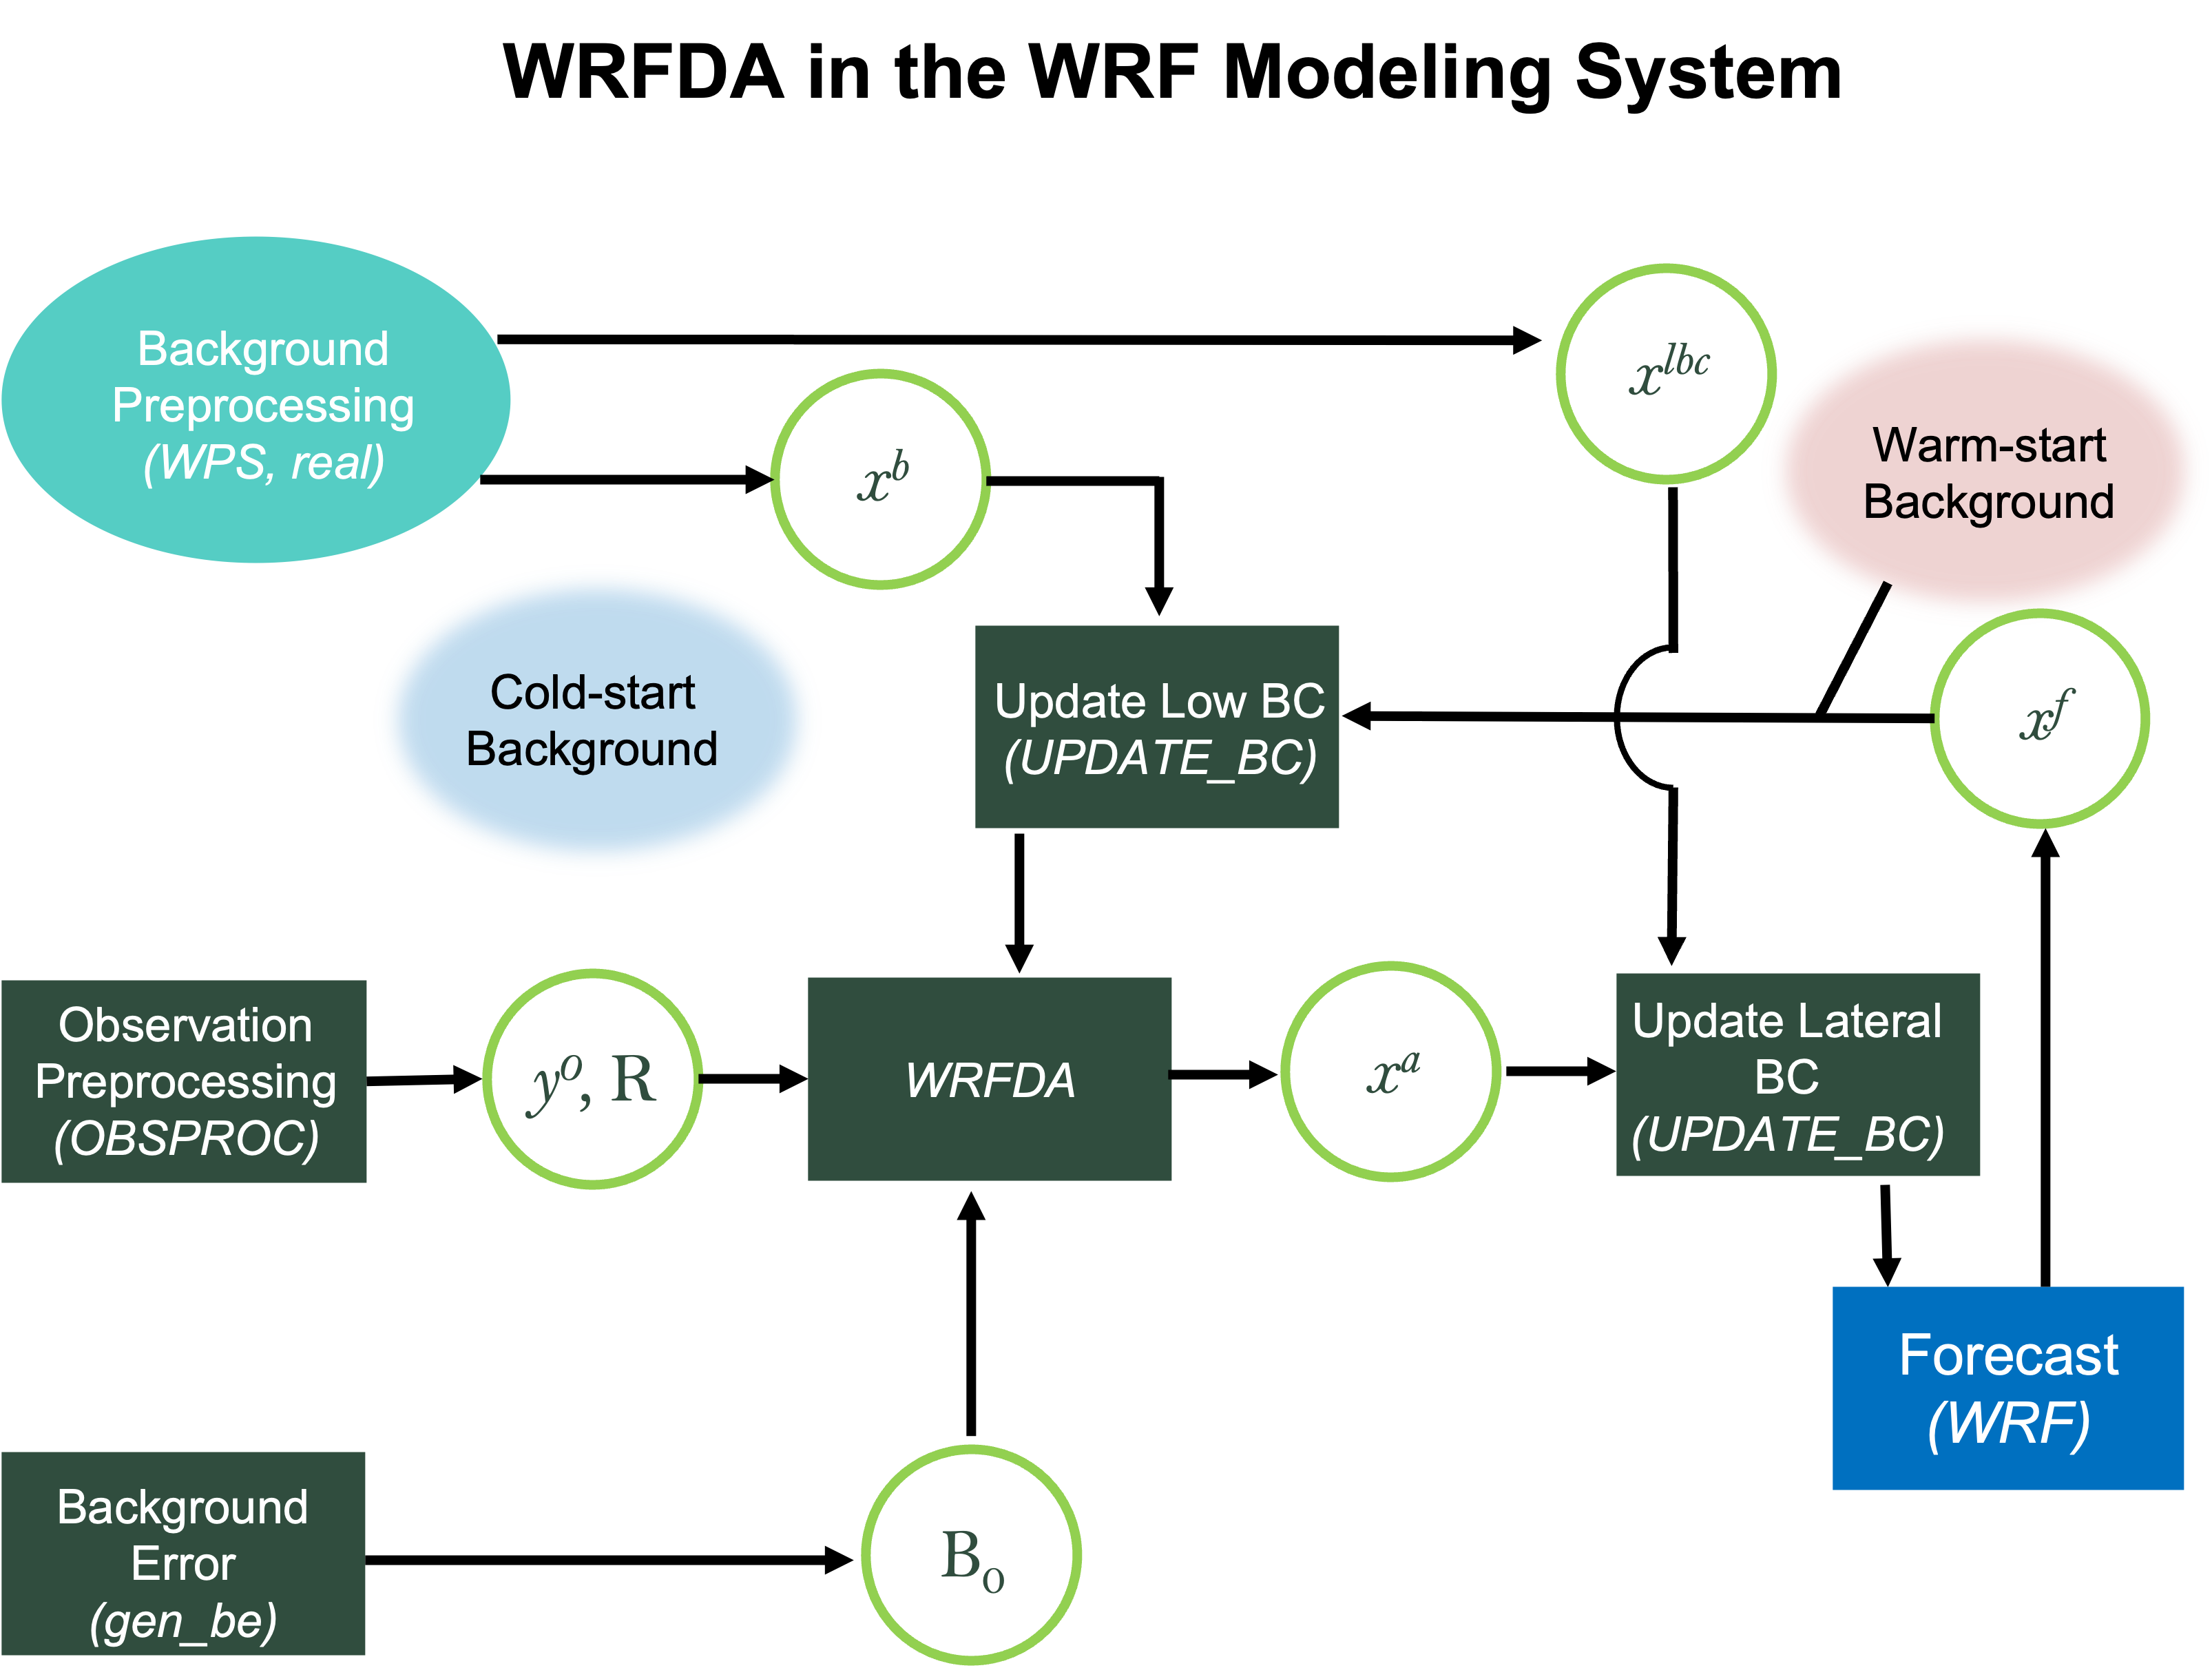 WRFDA in the WRF Modeling System
Background
Preprocessing
(WPS, real)
x^lbc
x^b
Warm-start
Background
Cold-start
Background
Update Low BC
(UPDATE_BC)
x^f
Observation
Preprocessing
(OBSPROC)
y^o, R
WRFDA
x^a
Update Lateral
BC
(UPDATE_BC)
Forecast
(WRF)
Background
Error
(gen_be)
B_0